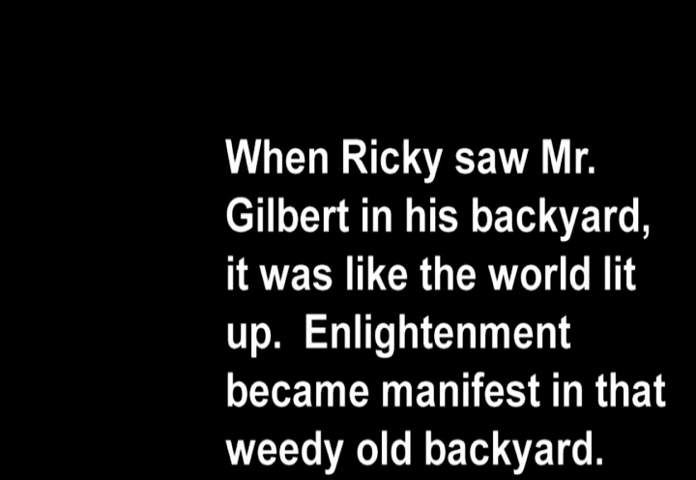 When Ricky saw Mr.
Gilbert in his backyard,
it was like the world lit
up.  Enlightenment
became manifest in that
weedy old backyard.